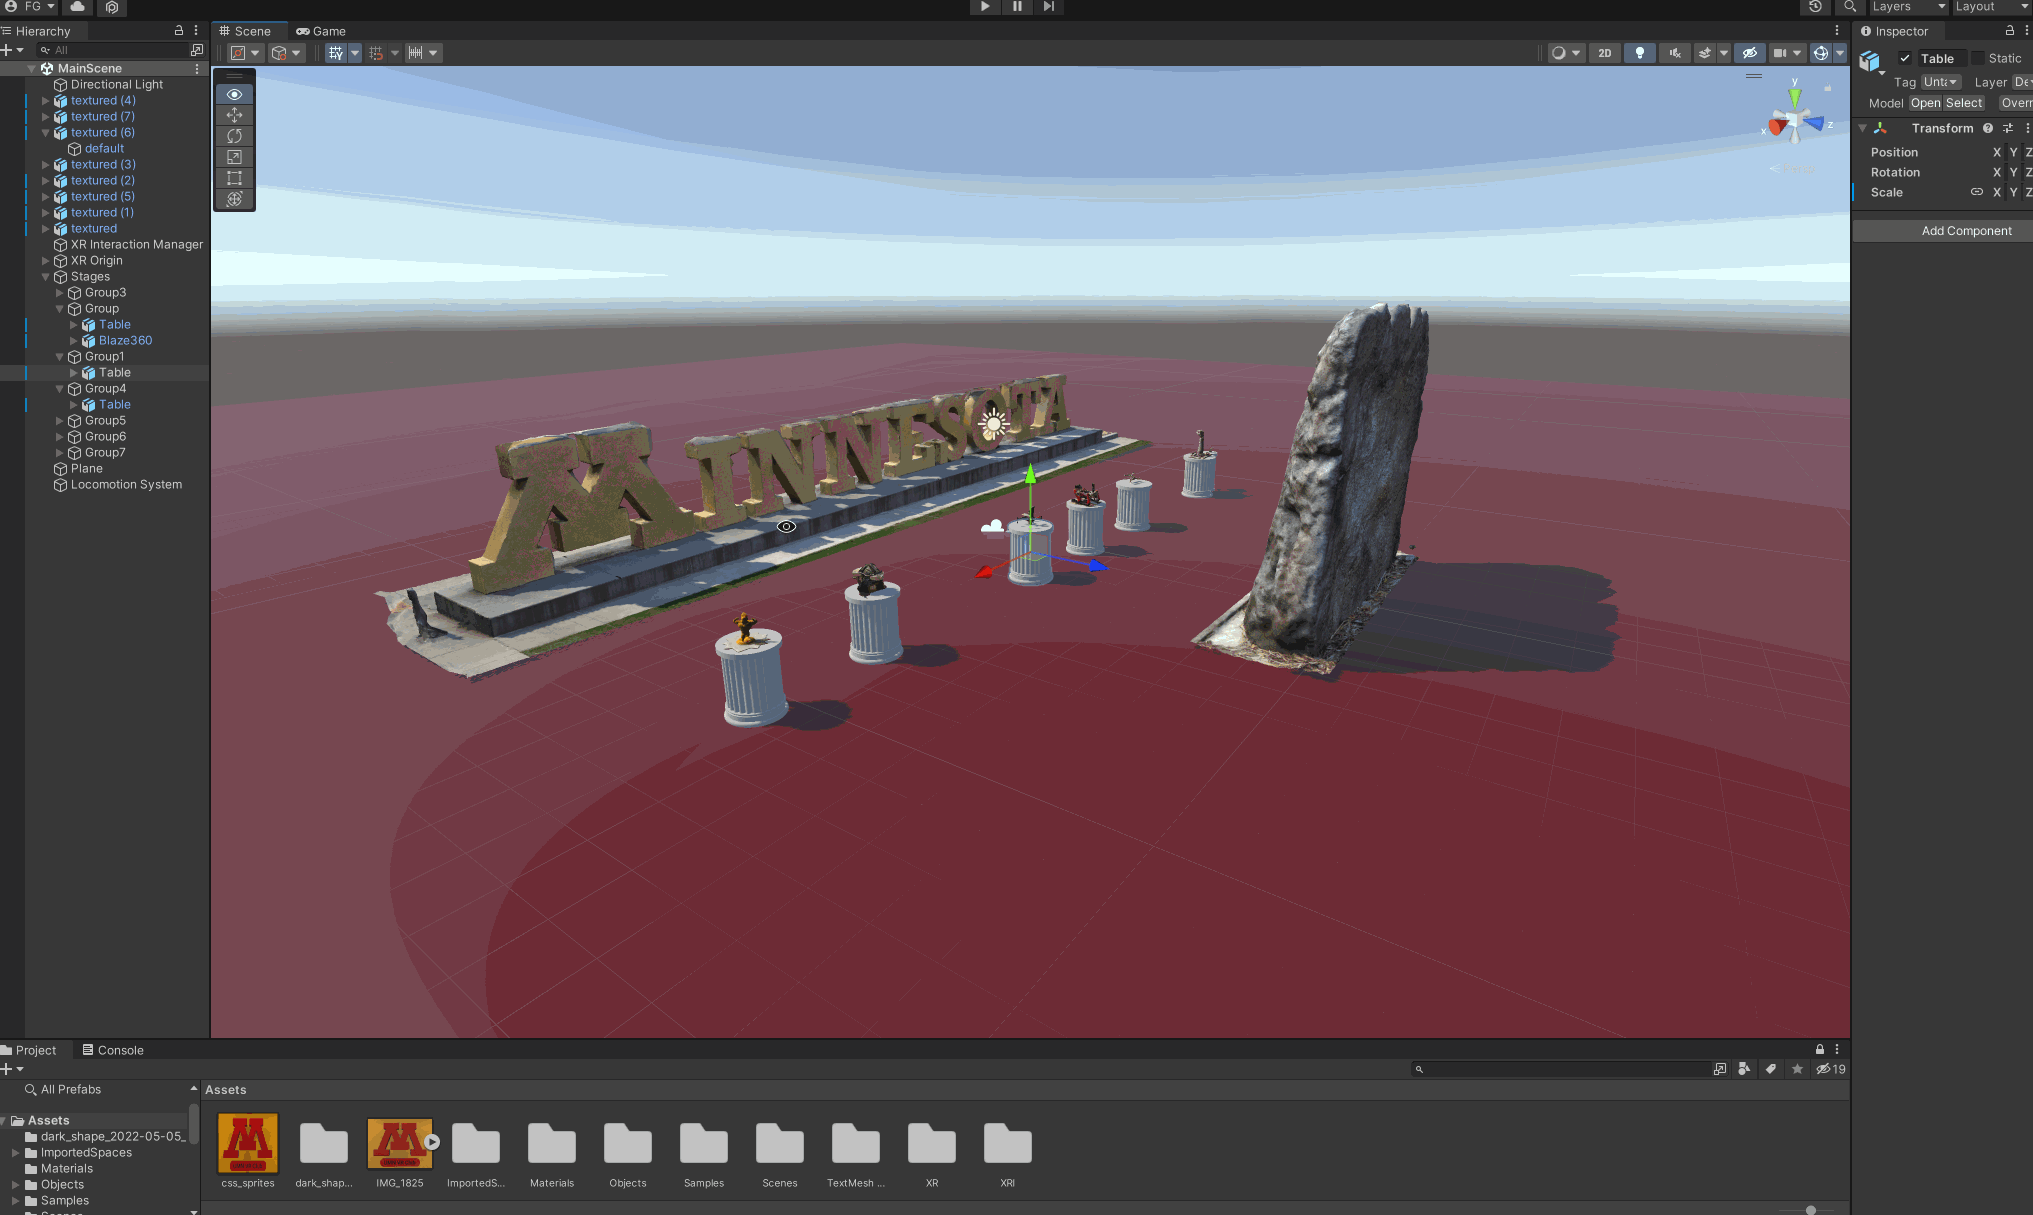 FG
Layers
Layout
Hierarchy
Scene
Game
Inspector
All
2D
MainScene
Directional Light
textured (4)
textured (7)
textured (6)
default
textured (3)
textured (2)
textured (5)
textured (1)
textured
XR Interaction Manager
XR Origin
Stages
Group3
Group
Table
Blaze360
Group1
Table
Group4
Table
Group5
Group6
Group7
Plane
Locomotion System
y
x
z
MINNESOTA
Table
Static
Tag Unta
Layer De
Model Open Select Overr
Transform
Position X Y Z
Rotation X Y Z
Scale X Y Z
Add Component
Project
Console
19
All Prefabs
Assets
dark_shape_2022-05-05_
ImportedSpaces
Materials
Objects
Samples
Assets
M
M
css_sprites
dark_shap...
IMG_1825
ImportedS...
Materials
Objects
Samples
Scenes
TextMesh ...
XR
XRI